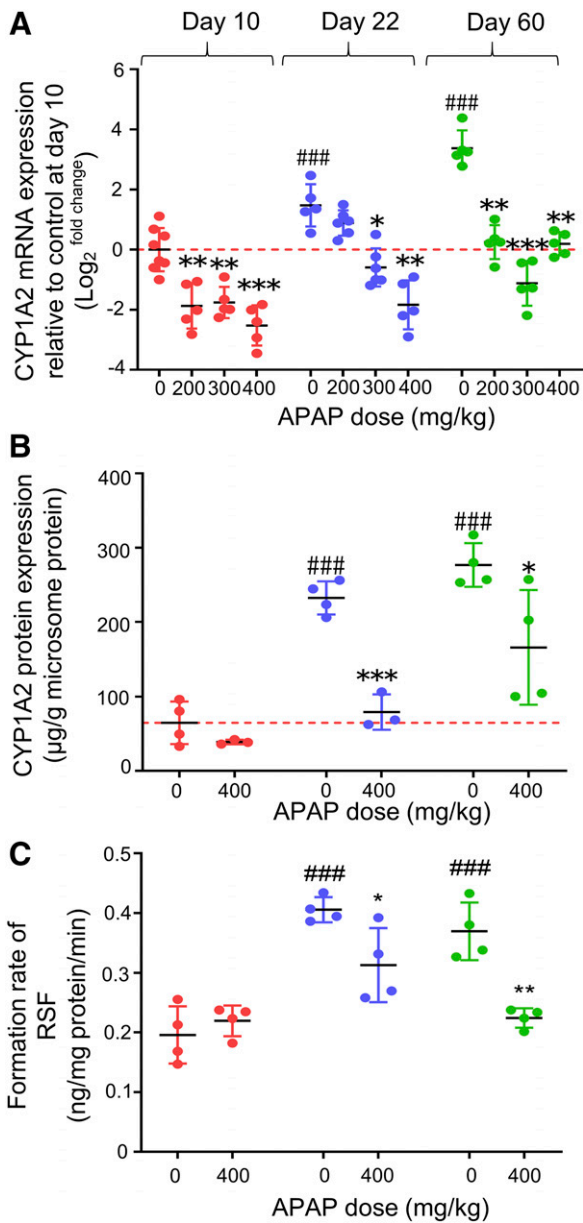 A
Day 10 Day 22 Day 60
CYP1A2 mRNA expression
relative to control at day 10
(Log2 fold change)
6
4
2
0
-2
-4
** ** *** ### * ** ### ** *** **
0 200 300 400 0 200 300 400 0 200 300 400
APAP dose (mg/kg)
B
CYP1A2 protein expression
(µg/g microsome protein)
400
300
200
100
0
### *** ### *
0 400 0 400 0 400
APAP dose (mg/kg)
C
Formation rate of
RSF
(ng/mg protein/min)
0.5
0.4
0.3
0.2
0.1
0
### * ### **
0 400 0 400 0 400
APAP dose (mg/kg)